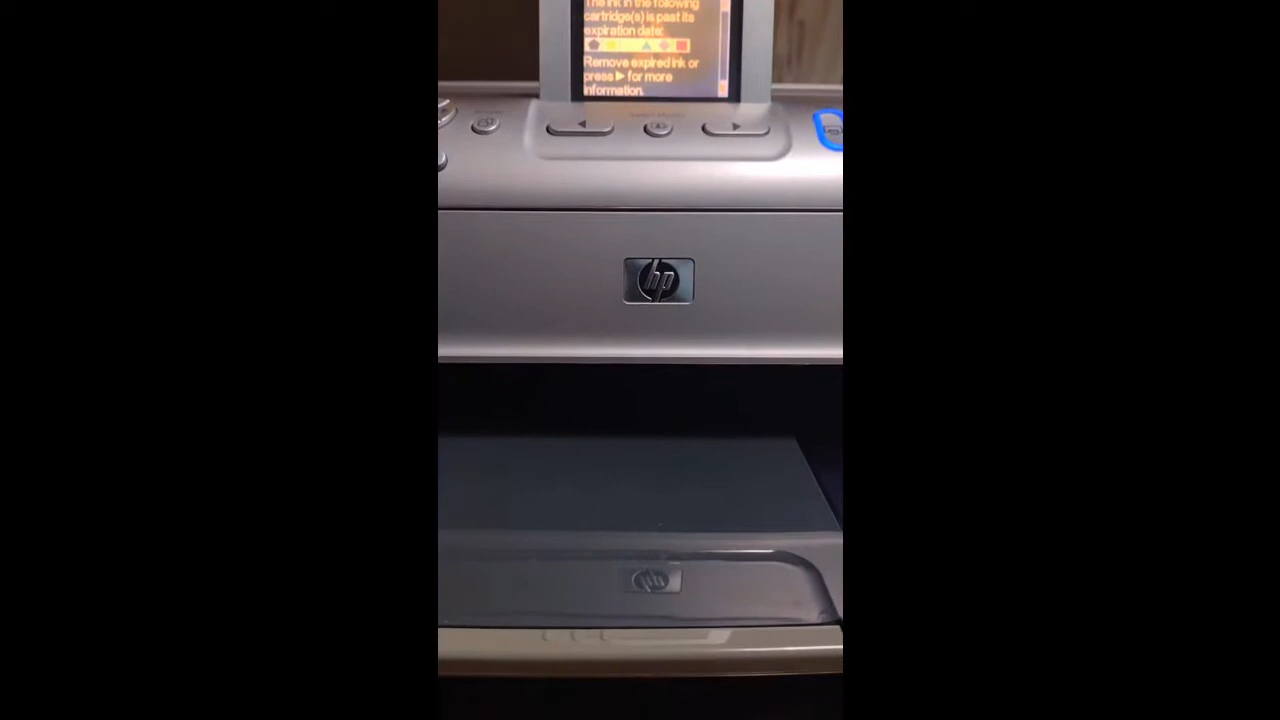 The ink in the following
cartridge(s) is past its
expiration date:
Remove expired ink or
press ▶ for more
information.
hp